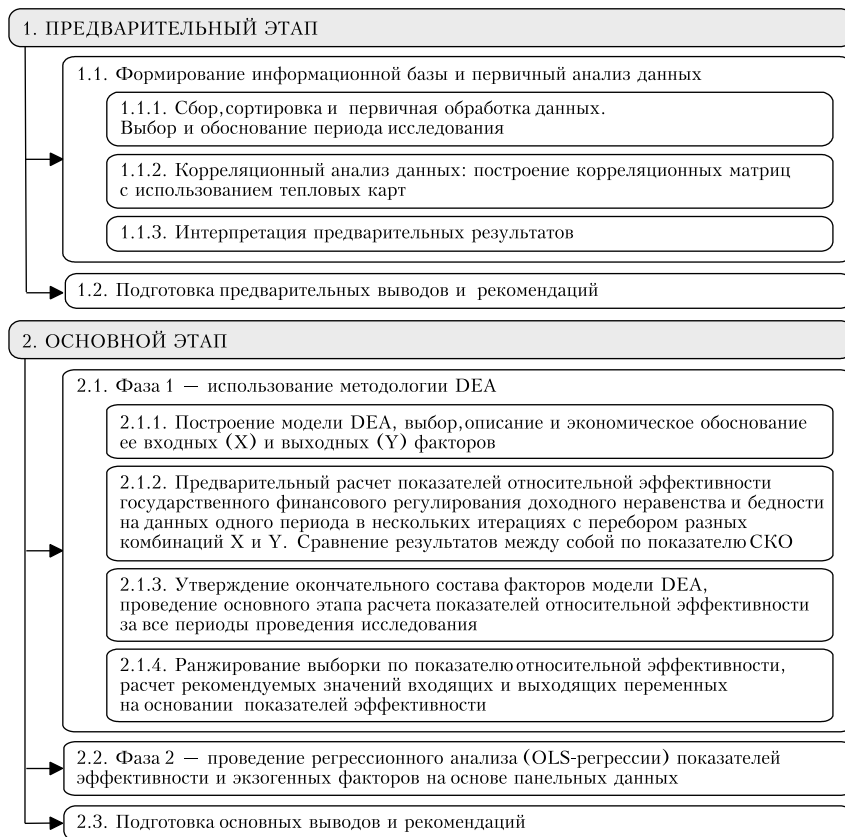 1. ПРЕДВАРИТЕЛЬНЫЙ ЭТАП
1.1. Формирование информационной базы и первичный анализ данных
1.1.1. Сбор,сортировка и первичная обработка данных.
Выбор и обоснование периода исследования
1.1.2. Корреляционный анализ данных: построение корреляционных матриц
с использованием тепловых карт
1.1.3. Интерпретация предварительных результатов
1.2. Подготовка предварительных выводов и рекомендаций
2. ОСНОВНОЙ ЭТАП
2.1. Фаза 1 — использование методологии DEA
2.1.1. Построение модели DEA, выбор,описание и экономическое обоснование
ее входных (X) и выходных (Y) факторов
2.1.2. Предварительный расчет показателей относительной эффективности
государственного финансового регулирования доходного неравенства и бедности
на данных одного периода в нескольких итерациях с перебором разных
комбинаций X и Y. Сравнение результатов между собой по показателю СКО
2.1.3. Утверждение окончательного состава факторов модели DEA,
проведение основного этапа расчета показателей относительной эффективности
за все периоды проведения исследования
2.1.4. Ранжирование выборки по показателю относительной эффективности,
расчет рекомендуемых значений входящих и выходящих переменных
на основании показателей эффективности
2.2. Фаза 2 — проведение регрессионного анализа (OLS-регрессии) показателей
эффективности и экзогенных факторов на основе панельных данных
2.3. Подготовка основных выводов и рекомендаций